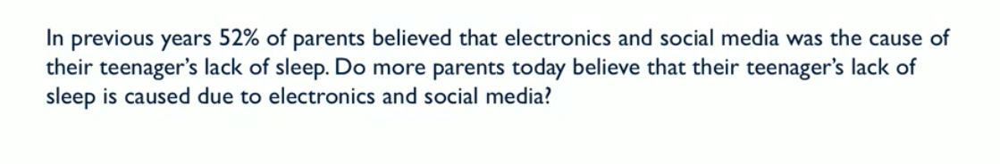 In previous years 52% of parents believed that electronics and social media was the cause of
their teenager's lack of sleep. Do more parents today believe that their teenager's lack of
sleep is caused due to electronics and social media?